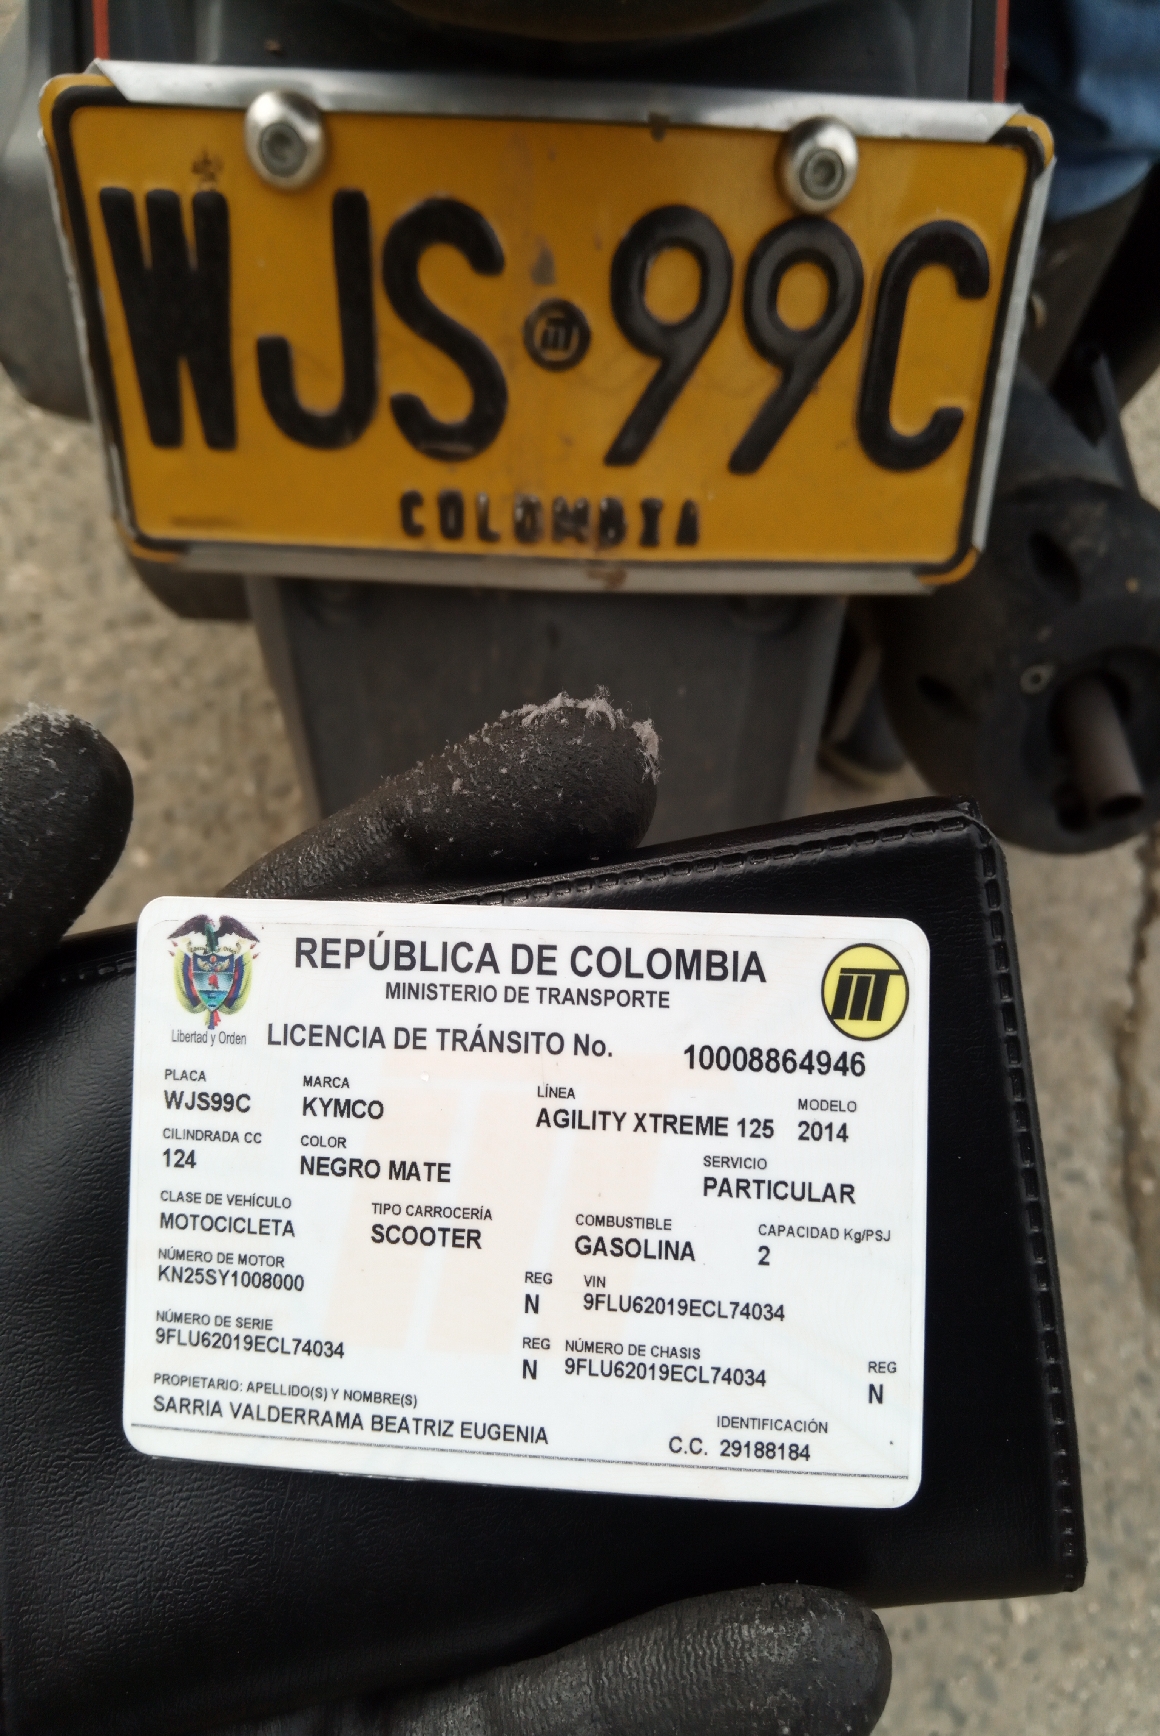 WJS 99C
COLOMBIA
REPÚBLICA DE COLOMBIA
MINISTERIO DE TRANSPORTE
Libertad y Orden
LICENCIA DE TRÁNSITO No. 10008864946
PLACA MARCA LÍNEA MODELO
WJS99C KYMCO AGILITY XTREME 125 2014
CILINDRADA CC COLOR SERVICIO
124 NEGRO MATE PARTICULAR
CLASE DE VEHÍCULO TIPO CARROCERÍA COMBUSTIBLE CAPACIDAD Kg/PSJ
MOTOCICLETA SCOOTER GASOLINA 2
NÚMERO DE MOTOR REG VIN
KN25SY1008000 N 9FLU62019ECL74034
NÚMERO DE SERIE REG NÚMERO DE CHASIS REG
9FLU62019ECL74034 N 9FLU62019ECL74034 N
PROPIETARIO: APELLIDO(S) Y NOMBRE(S) IDENTIFICACIÓN
SARRIA VALDERRAMA BEATRIZ EUGENIA C.C. 29188184